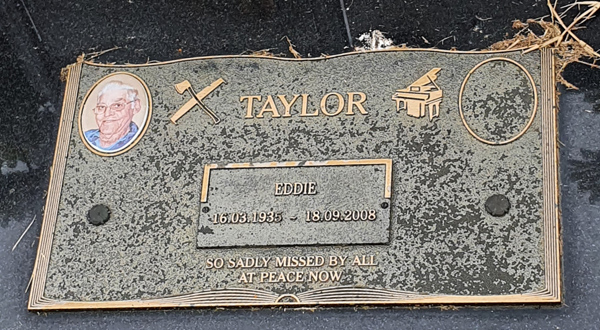 TAYLOR
EDDIE
16.03.1935 - 18.09.2008
SO SADLY MISSED BY ALL
AT PEACE NOW